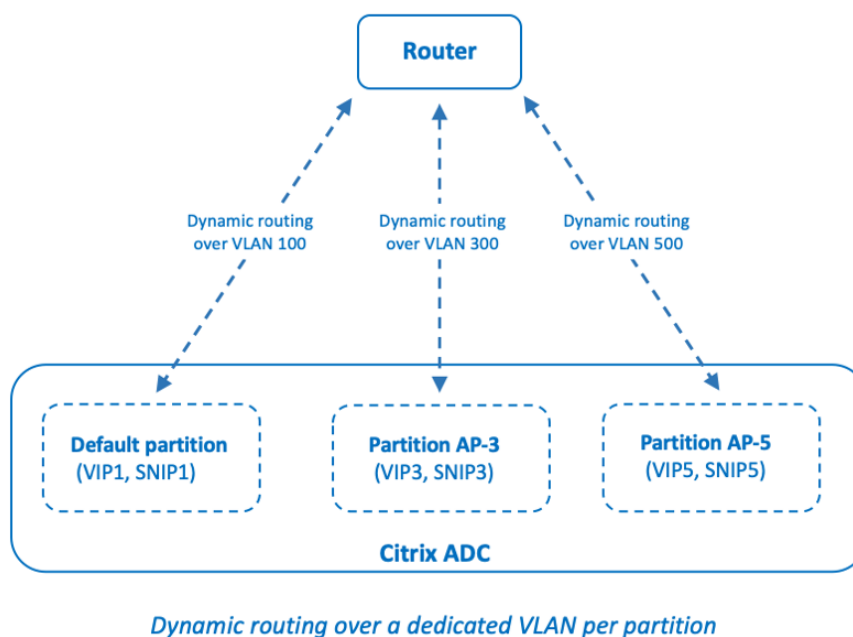 Router
Dynamic routing
over VLAN 100
Dynamic routing
over VLAN 300
Dynamic routing
over VLAN 500
Default partition
(VIP1, SNIP1)
Partition AP-3
(VIP3, SNIP3)
Partition AP-5
(VIP5, SNIP5)
Citrix ADC
Dynamic routing over a dedicated VLAN per partition